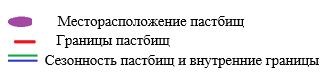 Месторасположение пастбищ
Границы пастбищ
Сезонность пастбищ и внутренние границы